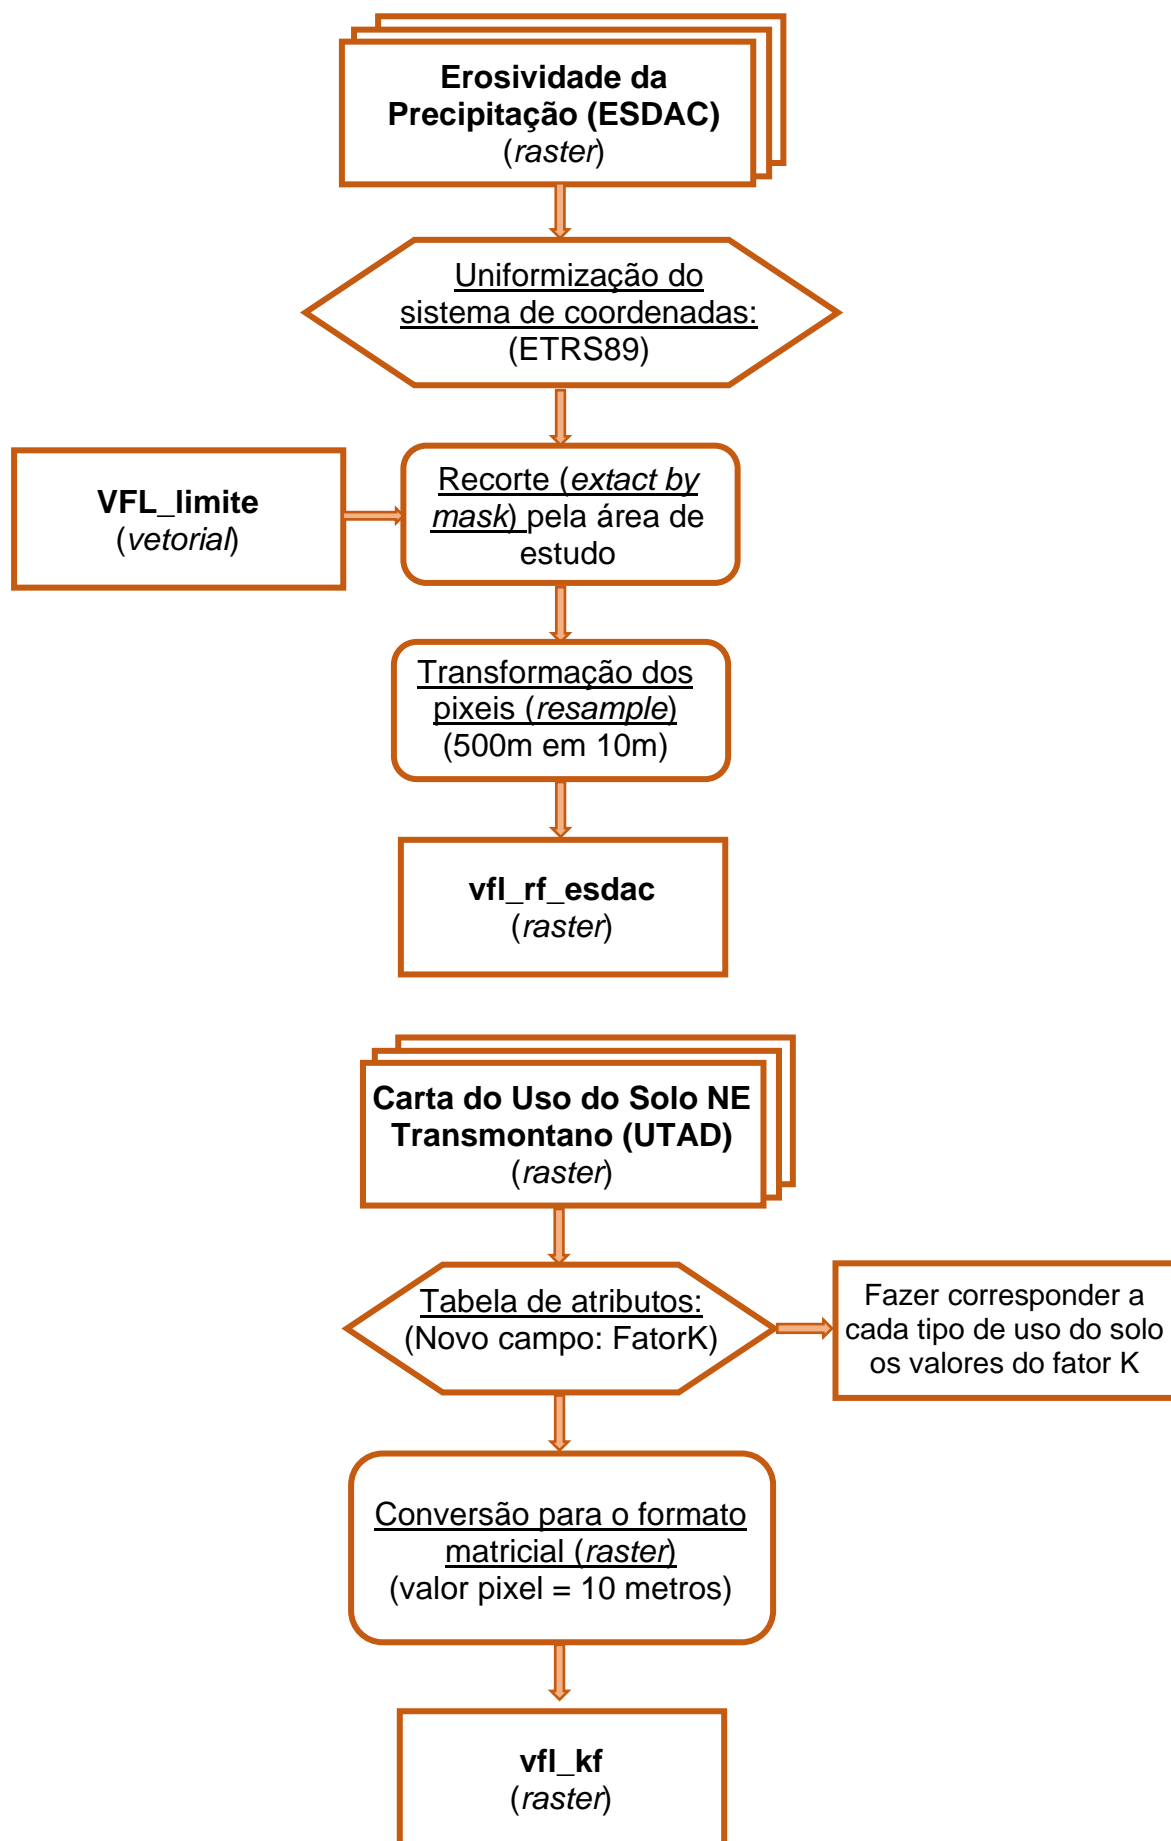 Erosividade da
Precipitação (ESDAC)
(raster)
Uniformização do
sistema de coordenadas:
(ETRS89)
VFL_limite
(vetorial)
Recorte (extact by
mask) pela área de
estudo
Transformação dos
pixeis (resample)
(500m em 10m)
vfl_rf_esdac
(raster)
Carta do Uso do Solo NE
Transmontano (UTAD)
(raster)
Tabela de atributos:
(Novo campo: FatorK)
Fazer corresponder a
cada tipo de uso do solo
os valores do fator K
Conversão para o formato
matricial (raster)
(valor pixel = 10 metros)
vfl_kf
(raster)